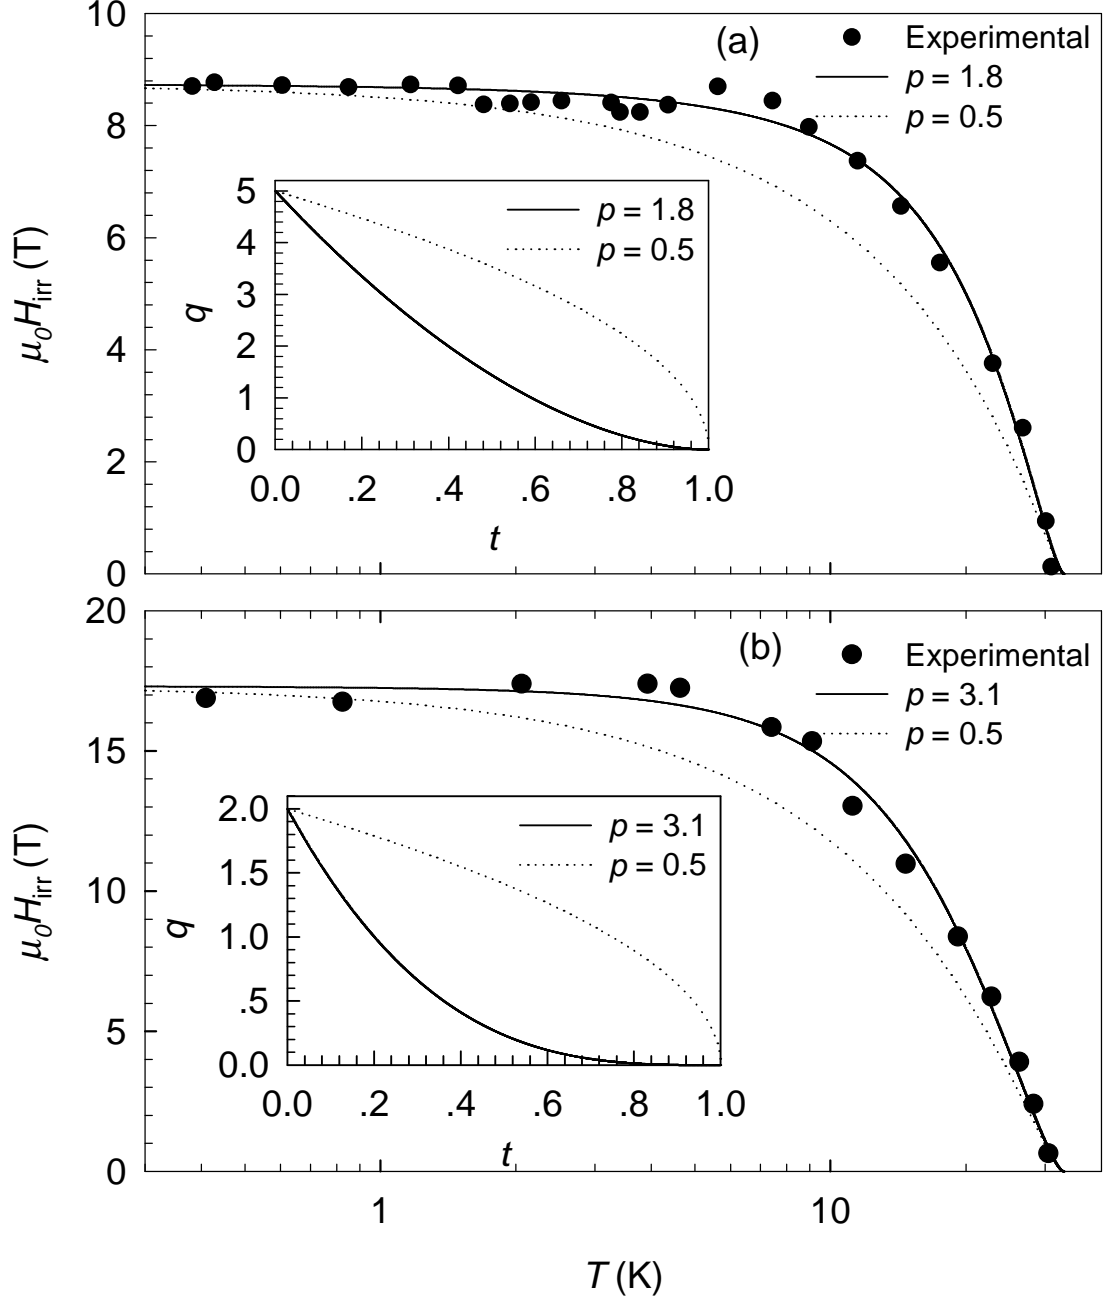 10
8
6
4
2
0
μ0Hirr (T)
(a)
Experimental
p = 1.8
p = 0.5
5
4
3
2
1
0
q
p = 1.8
p = 0.5
0.0 .2 .4 .6 .8 1.0
t
20
15
10
5
0
μ0Hirr (T)
(b)
Experimental
p = 3.1
p = 0.5
2.0
1.5
1.0
.5
0.0
q
p = 3.1
p = 0.5
0.0 .2 .4 .6 .8 1.0
t
1 10
T (K)